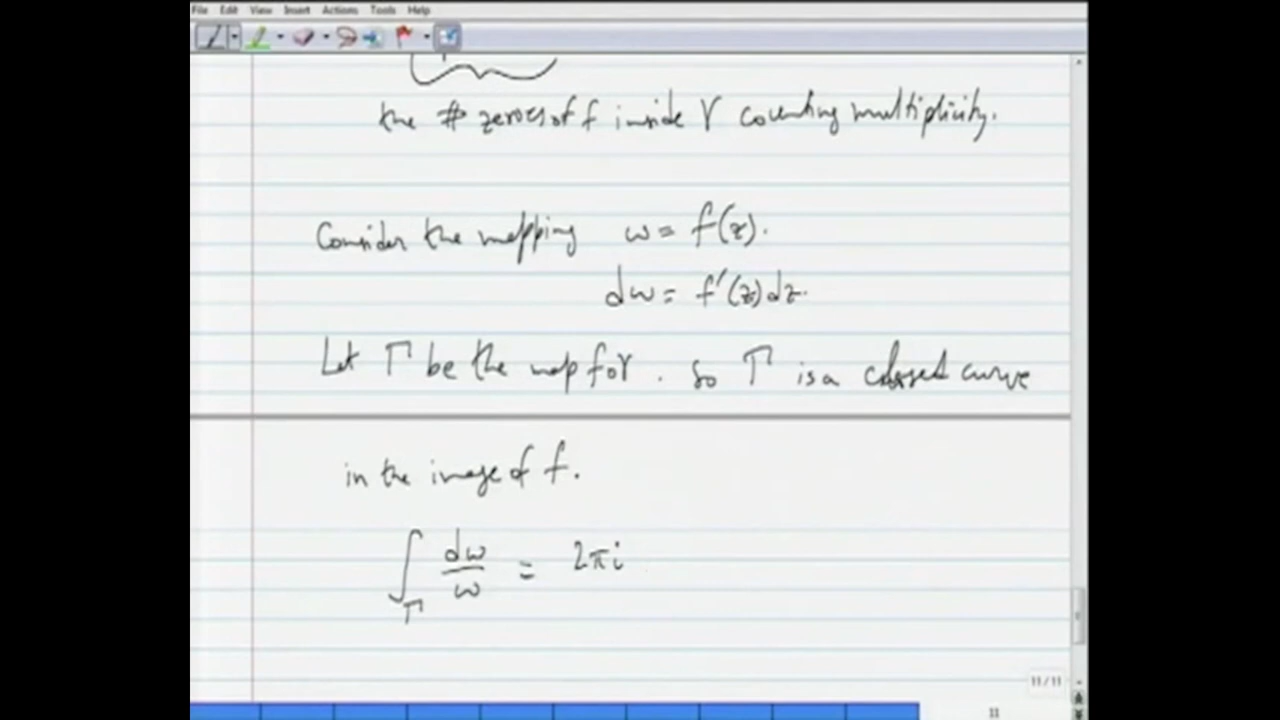 File Edit View Insert Actions Tools Help
the # zeroes of f inside γ counting multiplicity.
Consider the mapping w = f(z).
dw = f'(z)dz.
Let Γ be the map foγ. so Γ is a closed curve
in the image of f.
∫_Γ dw/w = 2πi
11/11
11